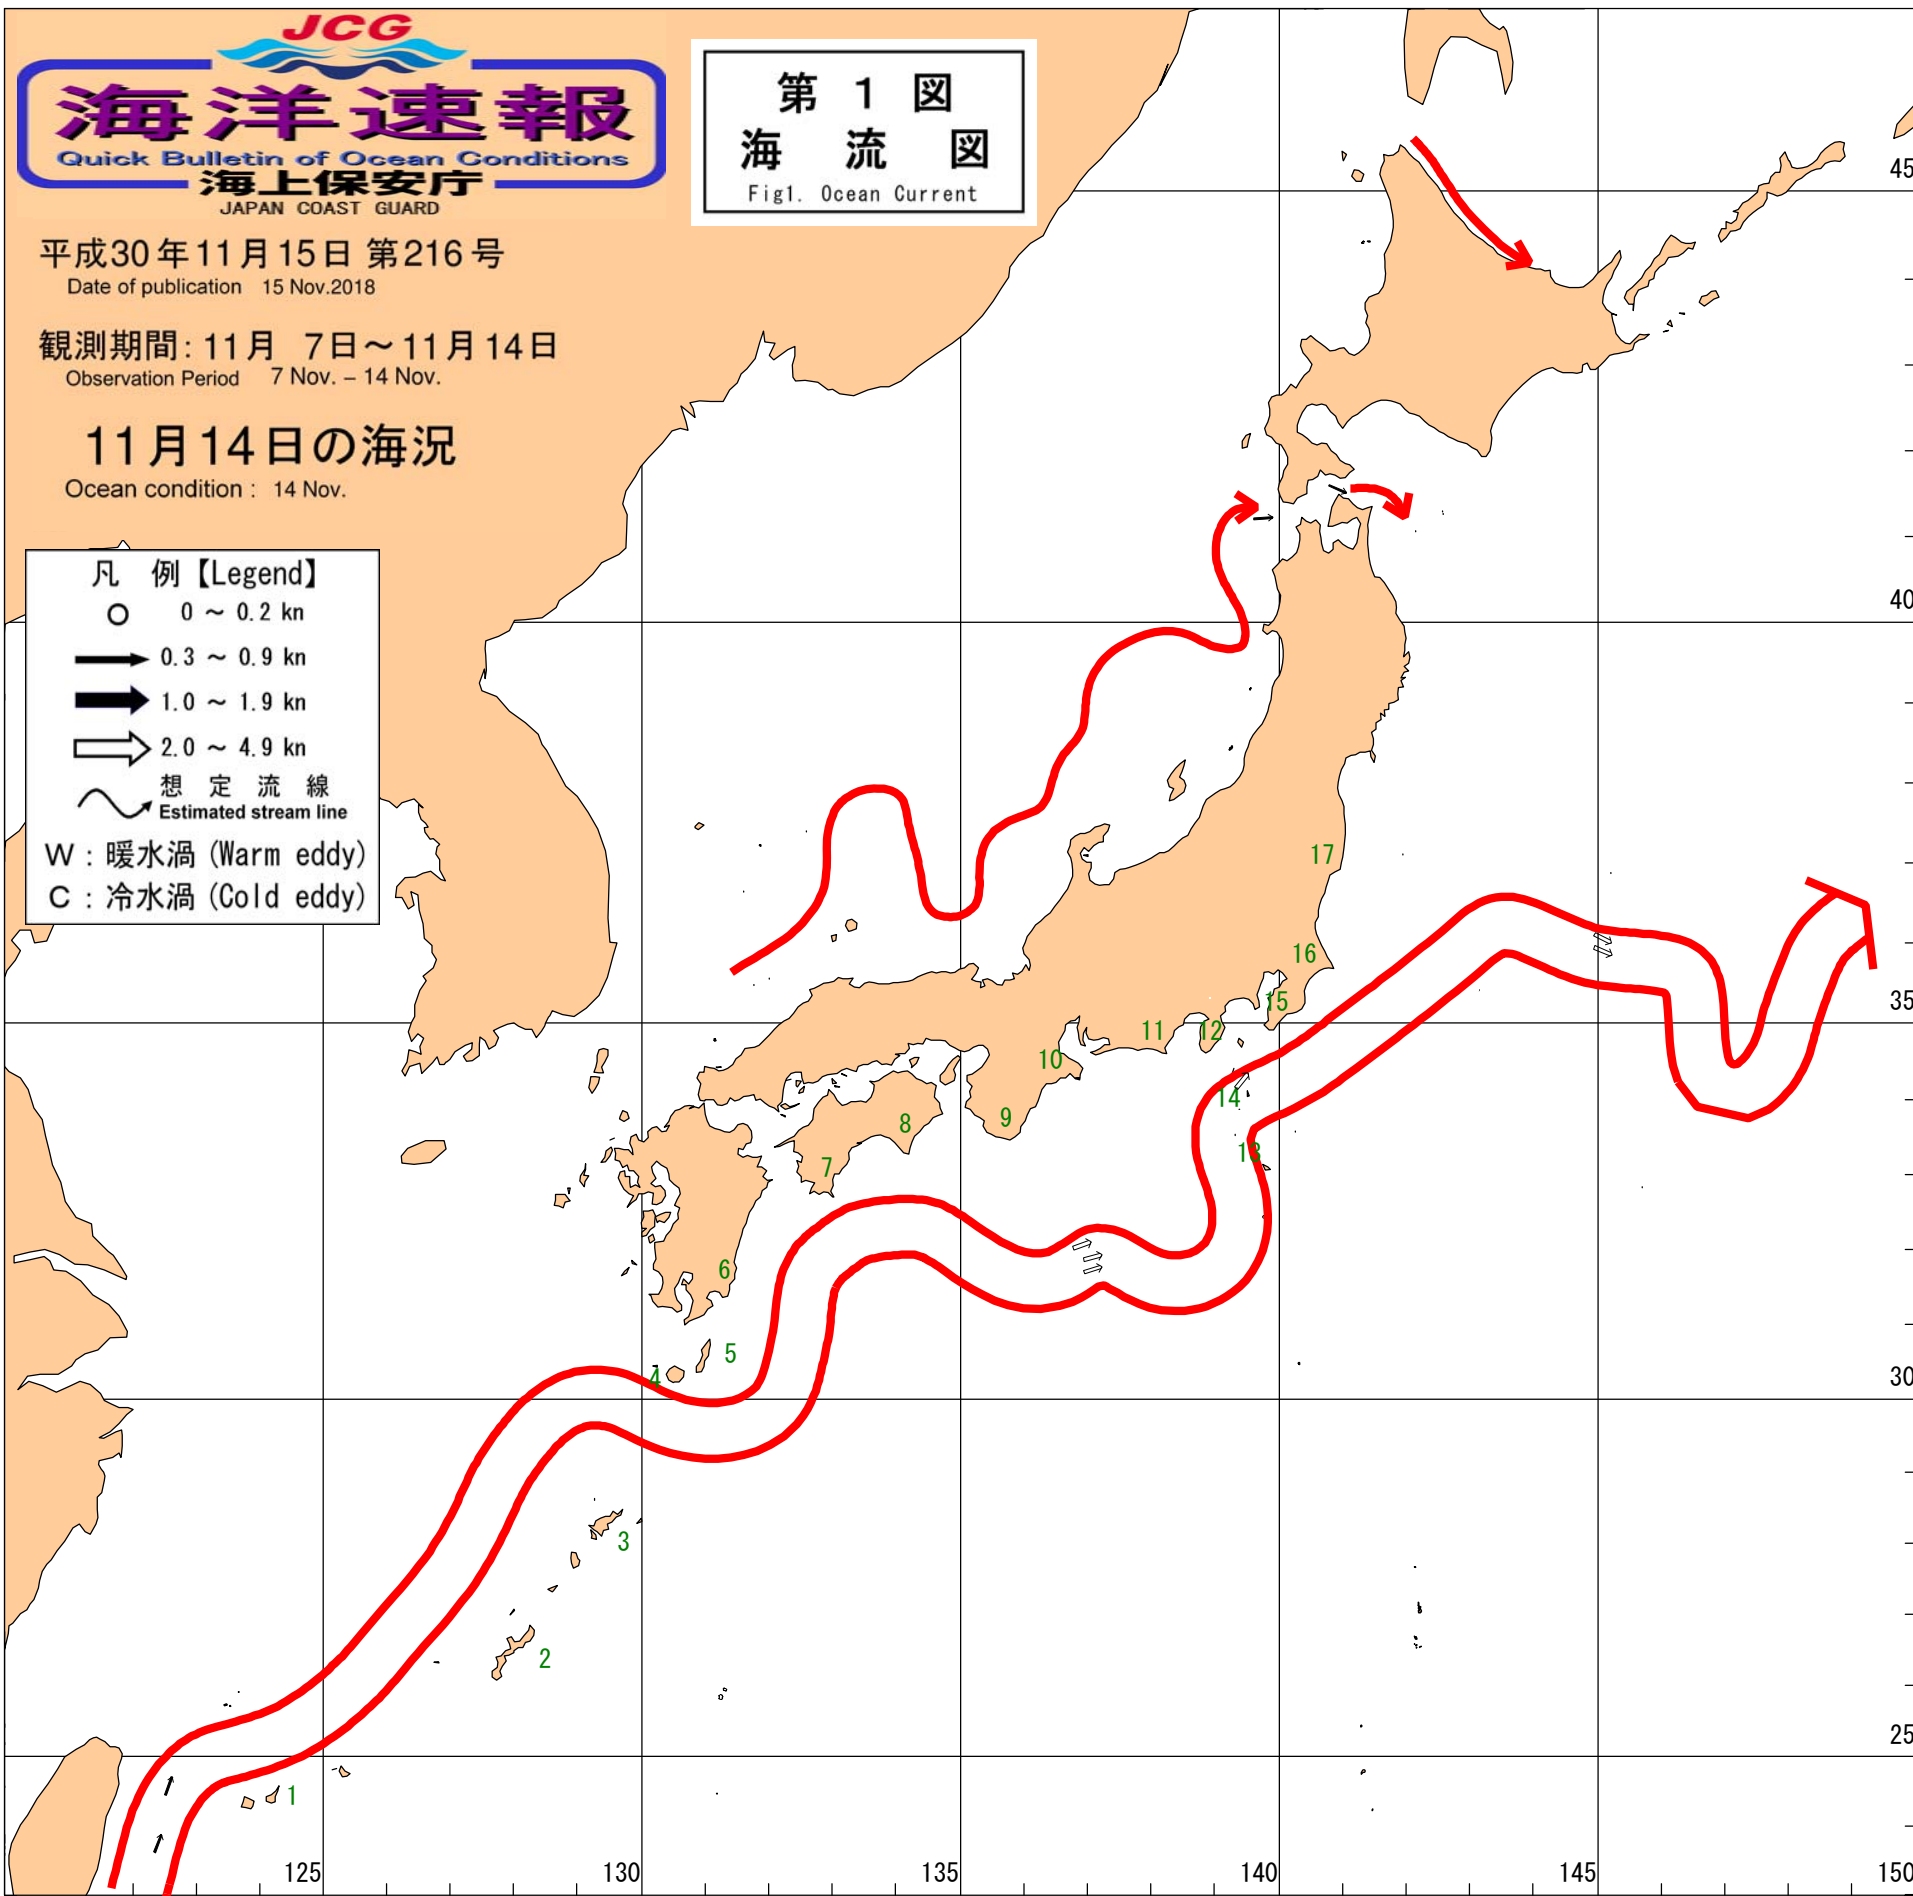 JCG
海洋速報
Quick Bulletin of Ocean Conditions
海上保安庁
JAPAN COAST GUARD
第 1 図
海 流 図
Fig1. Ocean Current
平成30年11月15日 第216号
Date of publication 15 Nov.2018
観測期間: 11月 7日～11月14日
Observation Period 7 Nov. – 14 Nov.
11月14日の海況
Ocean condition : 14 Nov.
凡 例【Legend】
0 ～ 0.2 kn
0.3 ～ 0.9 kn
1.0 ～ 1.9 kn
2.0 ～ 4.9 kn
想 定 流 線
Estimated stream line
W : 暖水渦 (Warm eddy)
C : 冷水渦 (Cold eddy)
45
40
17
16
35
15
12
11
10
14
9
8
13
7
6
5
4
30
3
2
25
1
125
130
135
140
145
150